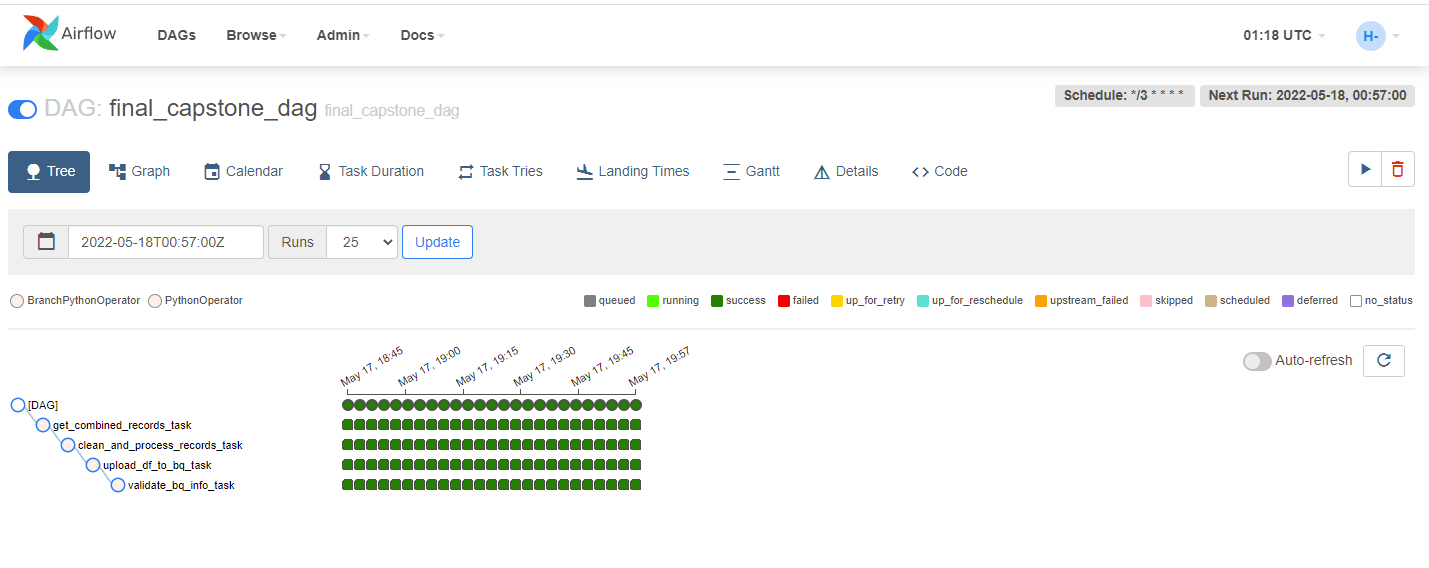 Airflow DAGs Browse Admin Docs 01:18 UTC H-
DAG: final_capstone_dag final_capstone_dag
Schedule: */3 * * * * Next Run: 2022-05-18, 00:57:00
Tree Graph Calendar Task Duration Task Tries Landing Times Gantt Details Code
2022-05-18T00:57:00Z Runs 25 Update
BranchPythonOperator PythonOperator queued running success failed up_for_retry up_for_reschedule upstream_failed skipped scheduled deferred no_status
May 17, 18:45 May 17, 19:00 May 17, 19:15 May 17, 19:30 May 17, 19:45 May 17, 19:57
Auto-refresh
[DAG]
get_combined_records_task
clean_and_process_records_task
upload_df_to_bq_task
validate_bq_info_task